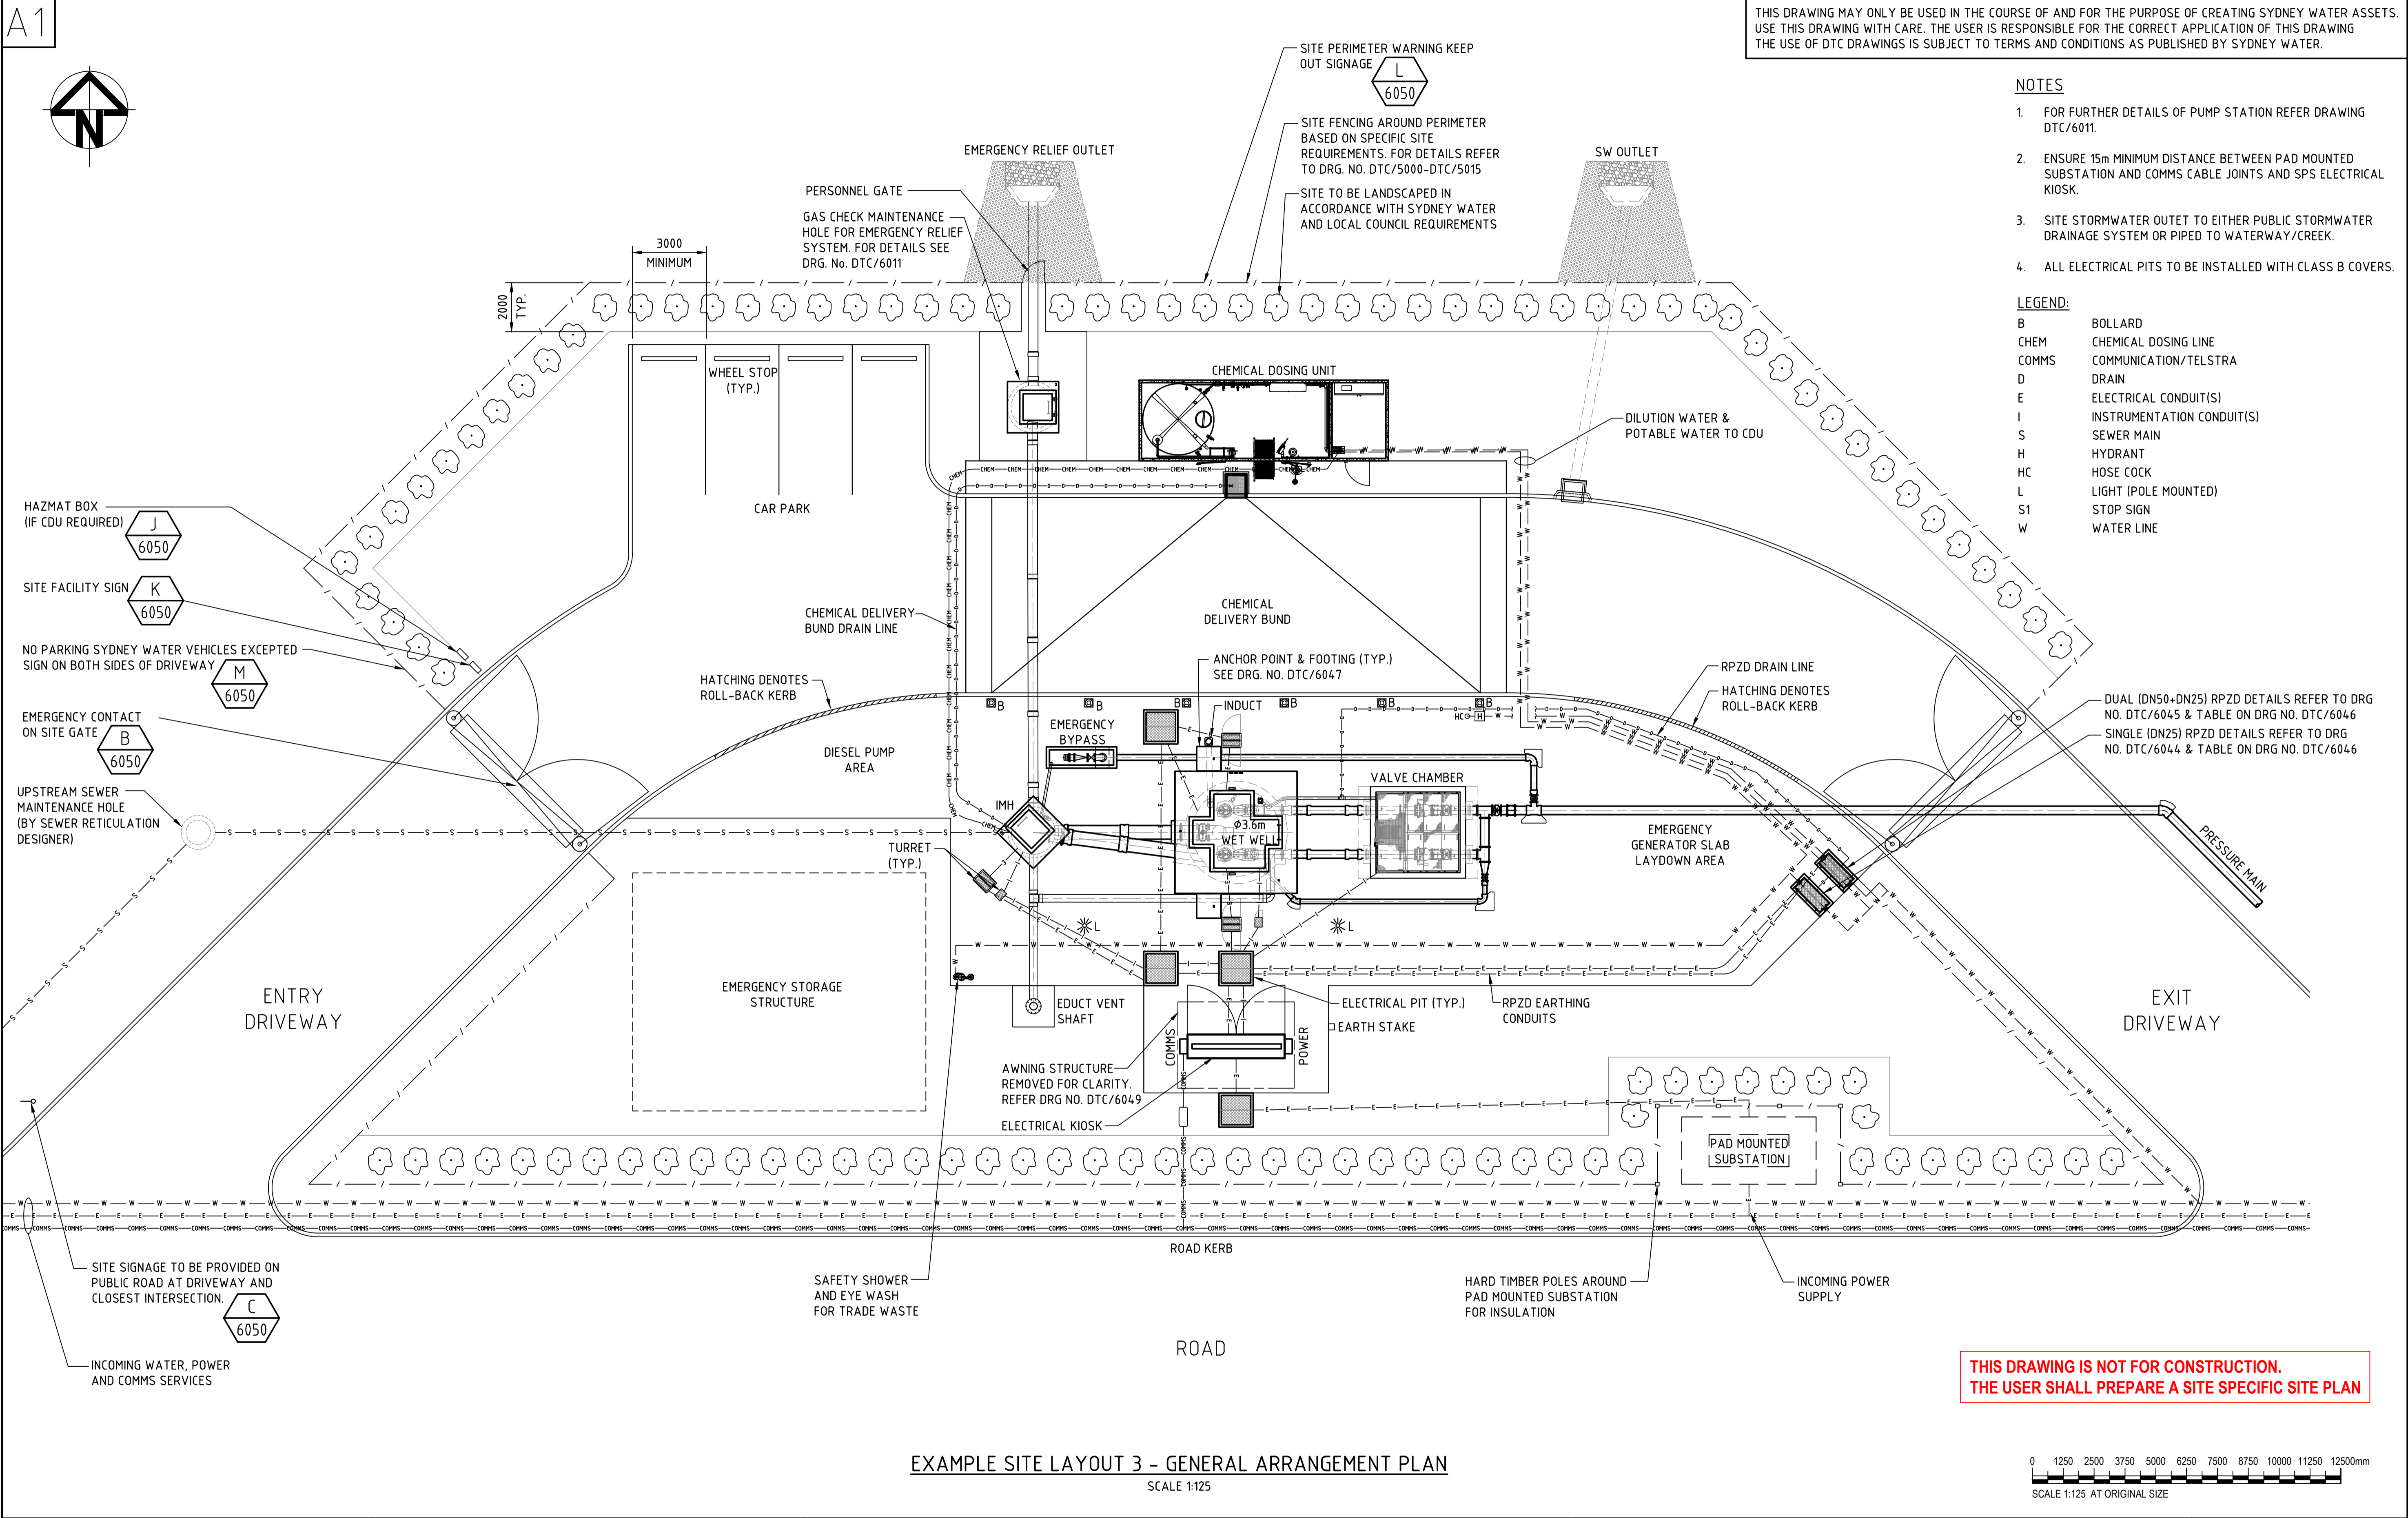 A1
THIS DRAWING MAY ONLY BE USED IN THE COURSE OF AND FOR THE PURPOSE OF CREATING SYDNEY WATER ASSETS.
USE THIS DRAWING WITH CARE. THE USER IS RESPONSIBLE FOR THE CORRECT APPLICATION OF THIS DRAWING
THE USE OF DTC DRAWINGS IS SUBJECT TO TERMS AND CONDITIONS AS PUBLISHED BY SYDNEY WATER.
N
NOTES
1. FOR FURTHER DETAILS OF PUMP STATION REFER DRAWING
DTC/6011.
2. ENSURE 15m MINIMUM DISTANCE BETWEEN PAD MOUNTED
SUBSTATION AND COMMS CABLE JOINTS AND SPS ELECTRICAL
KIOSK.
3. SITE STORMWATER OUTET TO EITHER PUBLIC STORMWATER
DRAINAGE SYSTEM OR PIPED TO WATERWAY/CREEK.
4. ALL ELECTRICAL PITS TO BE INSTALLED WITH CLASS B COVERS.
LEGEND:
B BOLLARD
CHEM CHEMICAL DOSING LINE
COMMS COMMUNICATION/TELSTRA
D DRAIN
E ELECTRICAL CONDUIT(S)
I INSTRUMENTATION CONDUIT(S)
S SEWER MAIN
H HYDRANT
HC HOSE COCK
L LIGHT (POLE MOUNTED)
S1 STOP SIGN
W WATER LINE
SITE PERIMETER WARNING KEEP
OUT SIGNAGE
L
6050
SITE FENCING AROUND PERIMETER
BASED ON SPECIFIC SITE
REQUIREMENTS. FOR DETAILS REFER
TO DRG. NO. DTC/5000-DTC/5015
SITE TO BE LANDSCAPED IN
ACCORDANCE WITH SYDNEY WATER
AND LOCAL COUNCIL REQUIREMENTS
EMERGENCY RELIEF OUTLET
SW OUTLET
PERSONNEL GATE
GAS CHECK MAINTENANCE
HOLE FOR EMERGENCY RELIEF
SYSTEM. FOR DETAILS SEE
DRG. No. DTC/6011
3000
MINIMUM
2000
TYP.
WHEEL STOP
(TYP.)
CAR PARK
CHEMICAL DOSING UNIT
DILUTION WATER &
POTABLE WATER TO CDU
HAZMAT BOX
(IF CDU REQUIRED)
J
6050
SITE FACILITY SIGN
K
6050
NO PARKING SYDNEY WATER VEHICLES EXCEPTED
SIGN ON BOTH SIDES OF DRIVEWAY
M
6050
EMERGENCY CONTACT
ON SITE GATE
B
6050
UPSTREAM SEWER
MAINTENANCE HOLE
(BY SEWER RETICULATION
DESIGNER)
CHEMICAL DELIVERY
BUND DRAIN LINE
HATCHING DENOTES
ROLL-BACK KERB
DIESEL PUMP
AREA
CHEMICAL
DELIVERY BUND
ANCHOR POINT & FOOTING (TYP.)
SEE DRG. NO. DTC/6047
INDUCT
EMERGENCY
BYPASS
B
B
B
B
B
B
HC
H
RPZD DRAIN LINE
HATCHING DENOTES
ROLL-BACK KERB
DUAL (DN50+DN25) RPZD DETAILS REFER TO DRG
NO. DTC/6045 & TABLE ON DRG NO. DTC/6046
SINGLE (DN25) RPZD DETAILS REFER TO DRG
NO. DTC/6044 & TABLE ON DRG NO. DTC/6046
IMH
VALVE CHAMBER
Ø3.6m
WET WELL
TURRET
(TYP.)
EMERGENCY
GENERATOR SLAB
LAYDOWN AREA
PRESSURE MAIN
L
L
EMERGENCY STORAGE
STRUCTURE
ENTRY
DRIVEWAY
EXIT
DRIVEWAY
EDUCT VENT
SHAFT
ELECTRICAL PIT (TYP.)
EARTH STAKE
RPZD EARTHING
CONDUITS
COMMS
POWER
AWNING STRUCTURE
REMOVED FOR CLARITY.
REFER DRG NO. DTC/6049
ELECTRICAL KIOSK
PAD MOUNTED
SUBSTATION
ROAD KERB
SITE SIGNAGE TO BE PROVIDED ON
PUBLIC ROAD AT DRIVEWAY AND
CLOSEST INTERSECTION.
C
6050
INCOMING WATER, POWER
AND COMMS SERVICES
SAFETY SHOWER
AND EYE WASH
FOR TRADE WASTE
HARD TIMBER POLES AROUND
PAD MOUNTED SUBSTATION
FOR INSULATION
INCOMING POWER
SUPPLY
ROAD
THIS DRAWING IS NOT FOR CONSTRUCTION.
THE USER SHALL PREPARE A SITE SPECIFIC SITE PLAN
EXAMPLE SITE LAYOUT 3 - GENERAL ARRANGEMENT PLAN
SCALE 1:125
0 1250 2500 3750 5000 6250 7500 8750 10000 11250 12500mm
SCALE 1:125 AT ORIGINAL SIZE